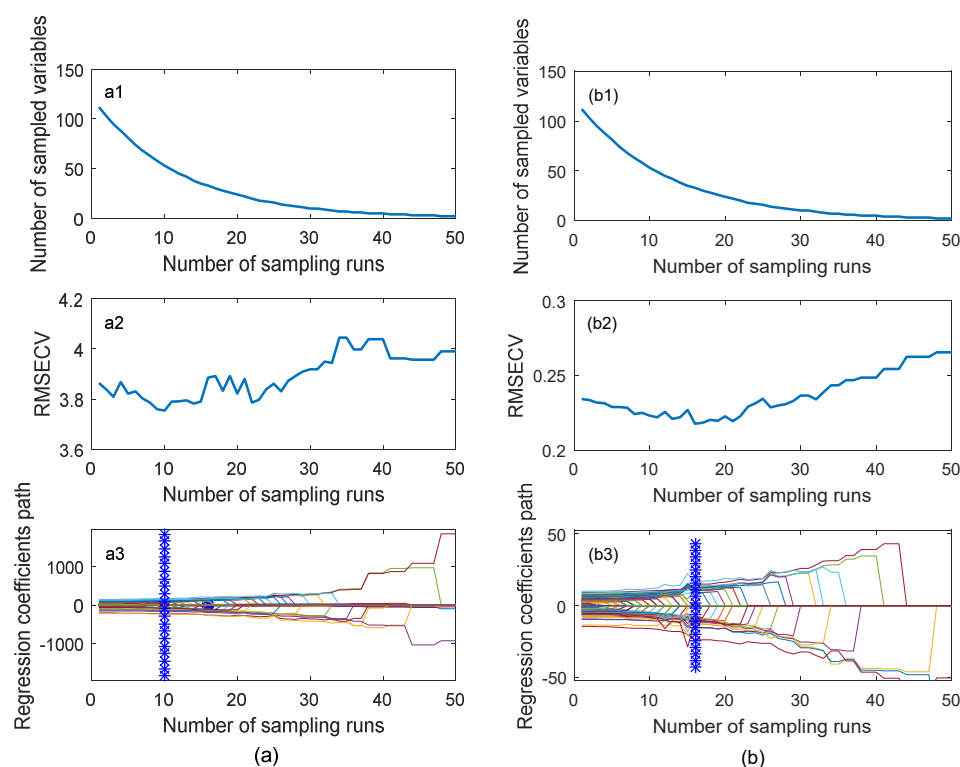 Number of sampled variables
150
100
50
0
a1
0 10 20 30 40 50
Number of sampling runs
RMSECV
4.2
4
3.8
3.6
a2
0 10 20 30 40 50
Number of sampling runs
Regression coefficients path
1000
0
-1000
a3
0 10 20 30 40 50
Number of sampling runs
(a)
Number of sampled variables
150
100
50
0
(b1)
0 10 20 30 40 50
Number of sampling runs
RMSECV
0.3
0.25
0.2
(b2)
0 10 20 30 40 50
Number of sampling runs
Regression coefficients path
50
0
-50
(b3)
0 10 20 30 40 50
Number of sampling runs
(b)